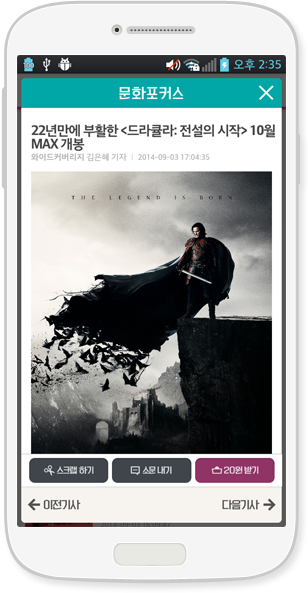 오후 2:35
문화포커스
22년만에 부활한 <드라큘라: 전설의 시작> 10월
MAX 개봉
와이드커버리지 김은혜 기자 | 2014-09-03 17:04:35
THE LEGEND IS BORN
스크랩 하기 소문 내기 20원 받기
이전기사 다음기사